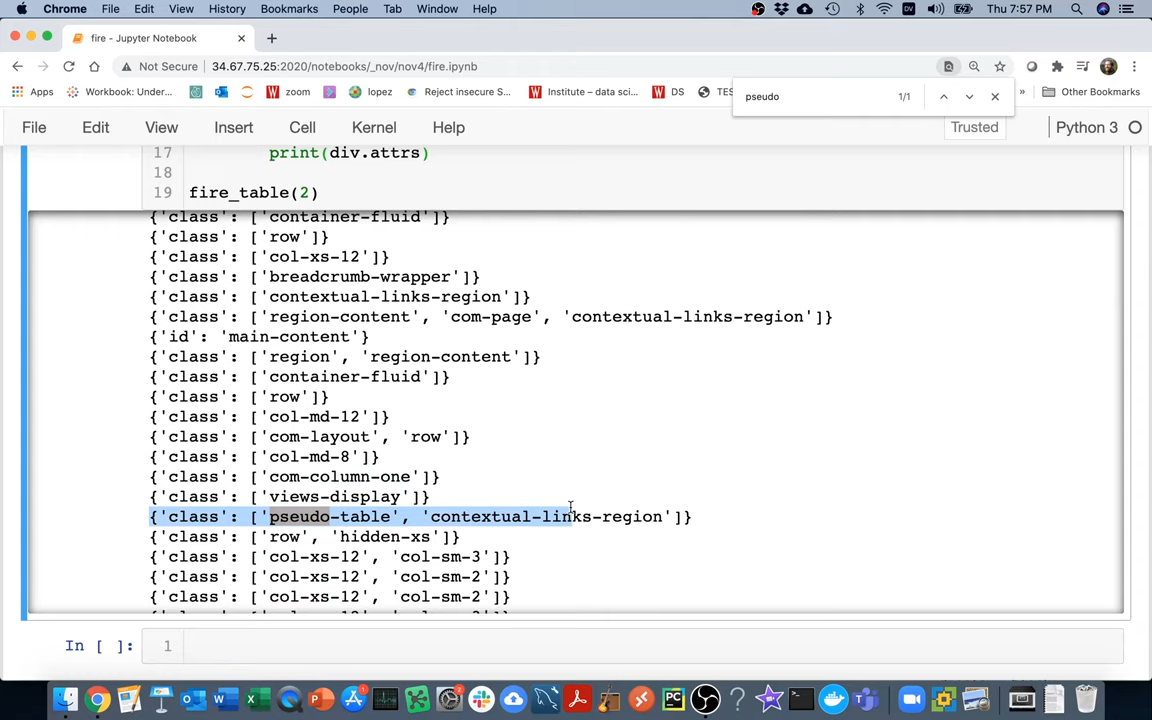 Chrome File Edit View History Bookmarks People Tab Window Help Thu 7:57 PM
fire - Jupyter Notebook
Not Secure 34.67.75.25:2020/notebooks/_nov/nov4/fire.ipynb
Apps Workbook: Under... zoom lopez Reject insecure S... Institute – data sci... DS TES » Other Bookmarks
pseudo 1/1
File Edit View Insert Cell Kernel Help Trusted Python 3
17 print(div.attrs)
18
19 fire_table(2)
{'class': ['container-fluid']}
{'class': ['row']}
{'class': ['col-xs-12']}
{'class': ['breadcrumb-wrapper']}
{'class': ['contextual-links-region']}
{'class': ['region-content', 'com-page', 'contextual-links-region']}
{'id': 'main-content'}
{'class': ['region', 'region-content']}
{'class': ['container-fluid']}
{'class': ['row']}
{'class': ['col-md-12']}
{'class': ['com-layout', 'row']}
{'class': ['col-md-8']}
{'class': ['com-column-one']}
{'class': ['views-display']}
{'class': ['pseudo-table', 'contextual-links-region']}
{'class': ['row', 'hidden-xs']}
{'class': ['col-xs-12', 'col-sm-3']}
{'class': ['col-xs-12', 'col-sm-2']}
{'class': ['col-xs-12', 'col-sm-2']}
In [ ]: 1